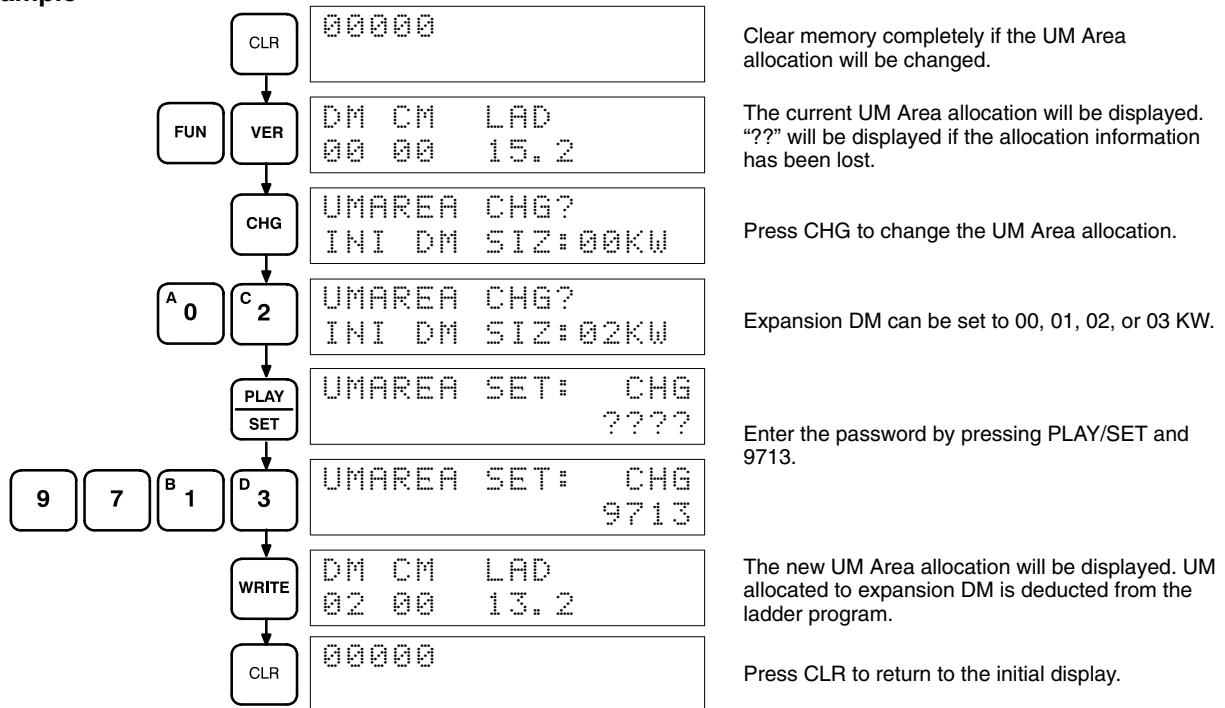 CLR
00000
Clear memory completely if the UM Area
allocation will be changed.
FUN VER
DM CM LAD
00 00 15.2
The current UM Area allocation will be displayed.
“??” will be displayed if the allocation information
has been lost.
CHG
UMAREA CHG?
INI DM SIZ:00KW
Press CHG to change the UM Area allocation.
A 0 C 2
UMAREA CHG?
INI DM SIZ:02KW
Expansion DM can be set to 00, 01, 02, or 03 KW.
PLAY
SET
UMAREA SET: CHG
????
Enter the password by pressing PLAY/SET and
9713.
9 7 B 1 D 3
UMAREA SET: CHG
9713
WRITE
DM CM LAD
02 00 13.2
The new UM Area allocation will be displayed. UM
allocated to expansion DM is deducted from the
ladder program.
CLR
00000
Press CLR to return to the initial display.